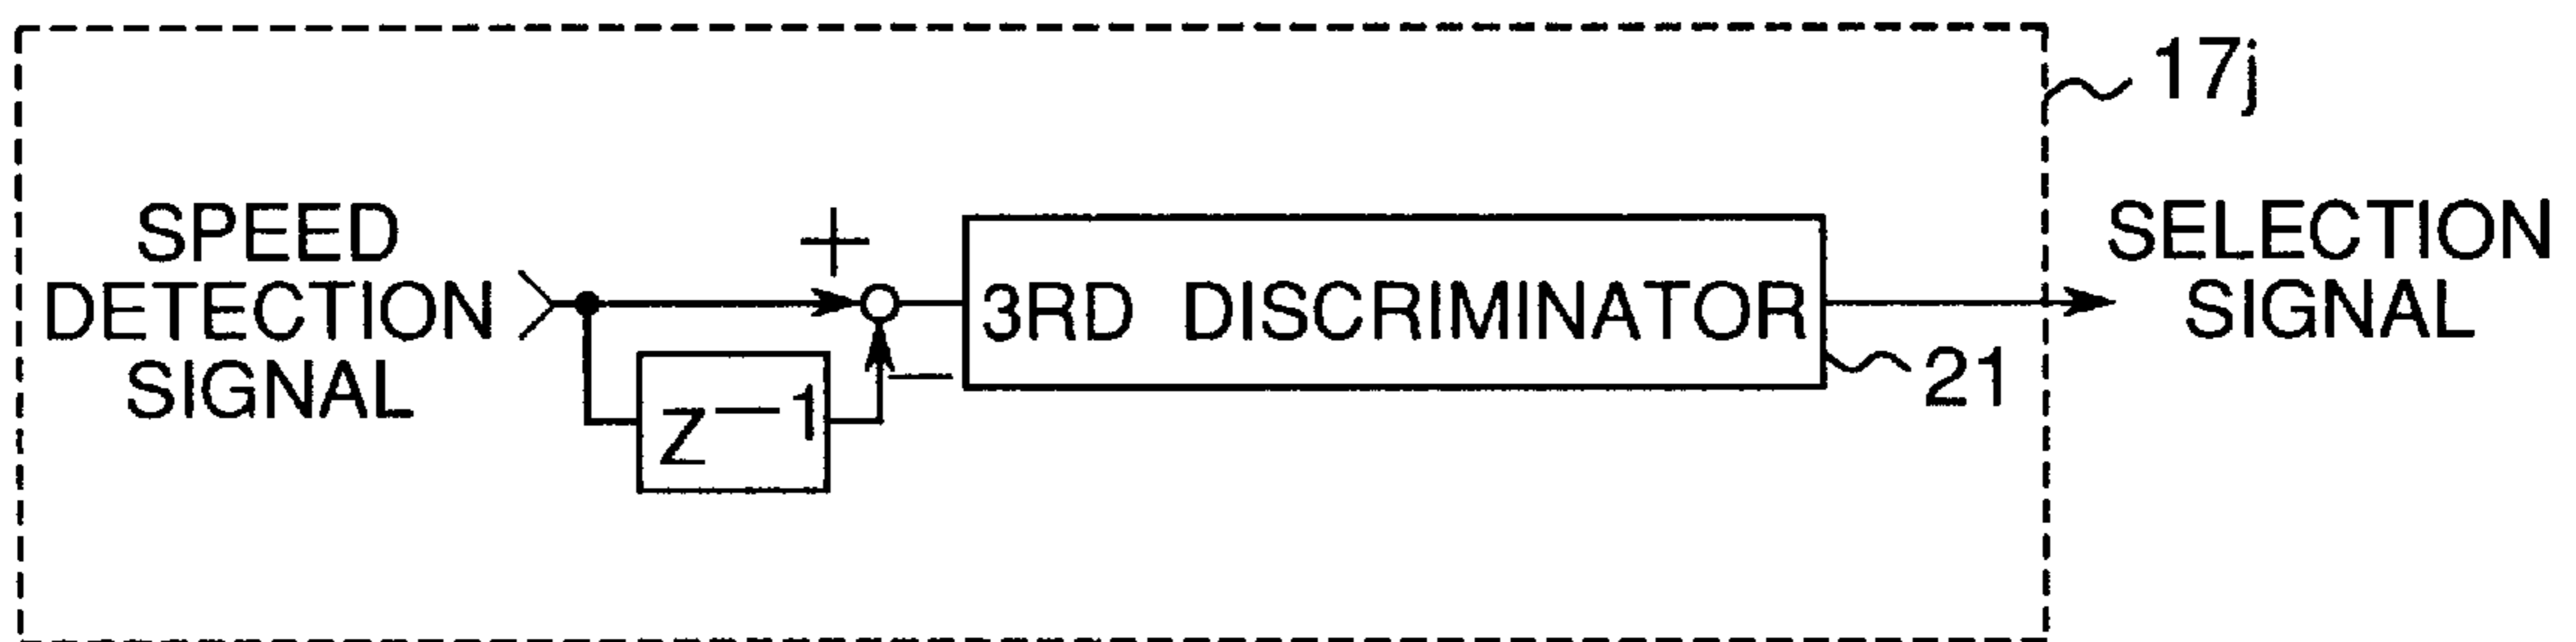 17j
SPEED
DETECTION
SIGNAL
+
3RD DISCRIMINATOR
SELECTION
SIGNAL
—
21
Z—1